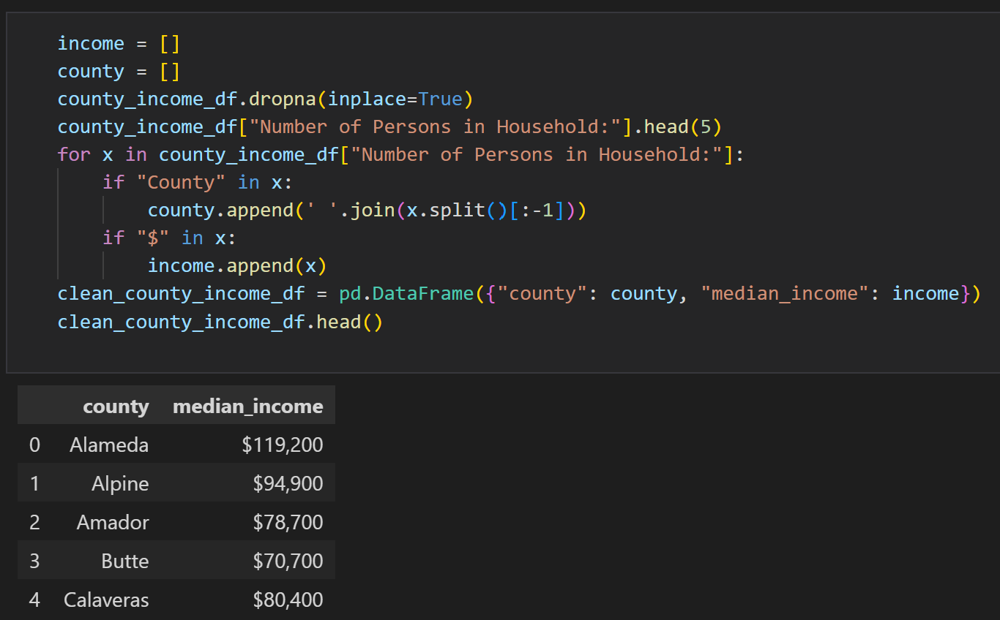 income = []
county = []
county_income_df.dropna(inplace=True)
county_income_df["Number of Persons in Household:"].head(5)
for x in county_income_df["Number of Persons in Household:"]:
    if "County" in x:
        county.append(' '.join(x.split()[:-1]))
    if "$" in x:
        income.append(x)
clean_county_income_df = pd.DataFrame({"county": county, "median_income": income})
clean_county_income_df.head()
county median_income
0 Alameda $119,200
1 Alpine $94,900
2 Amador $78,700
3 Butte $70,700
4 Calaveras $80,400